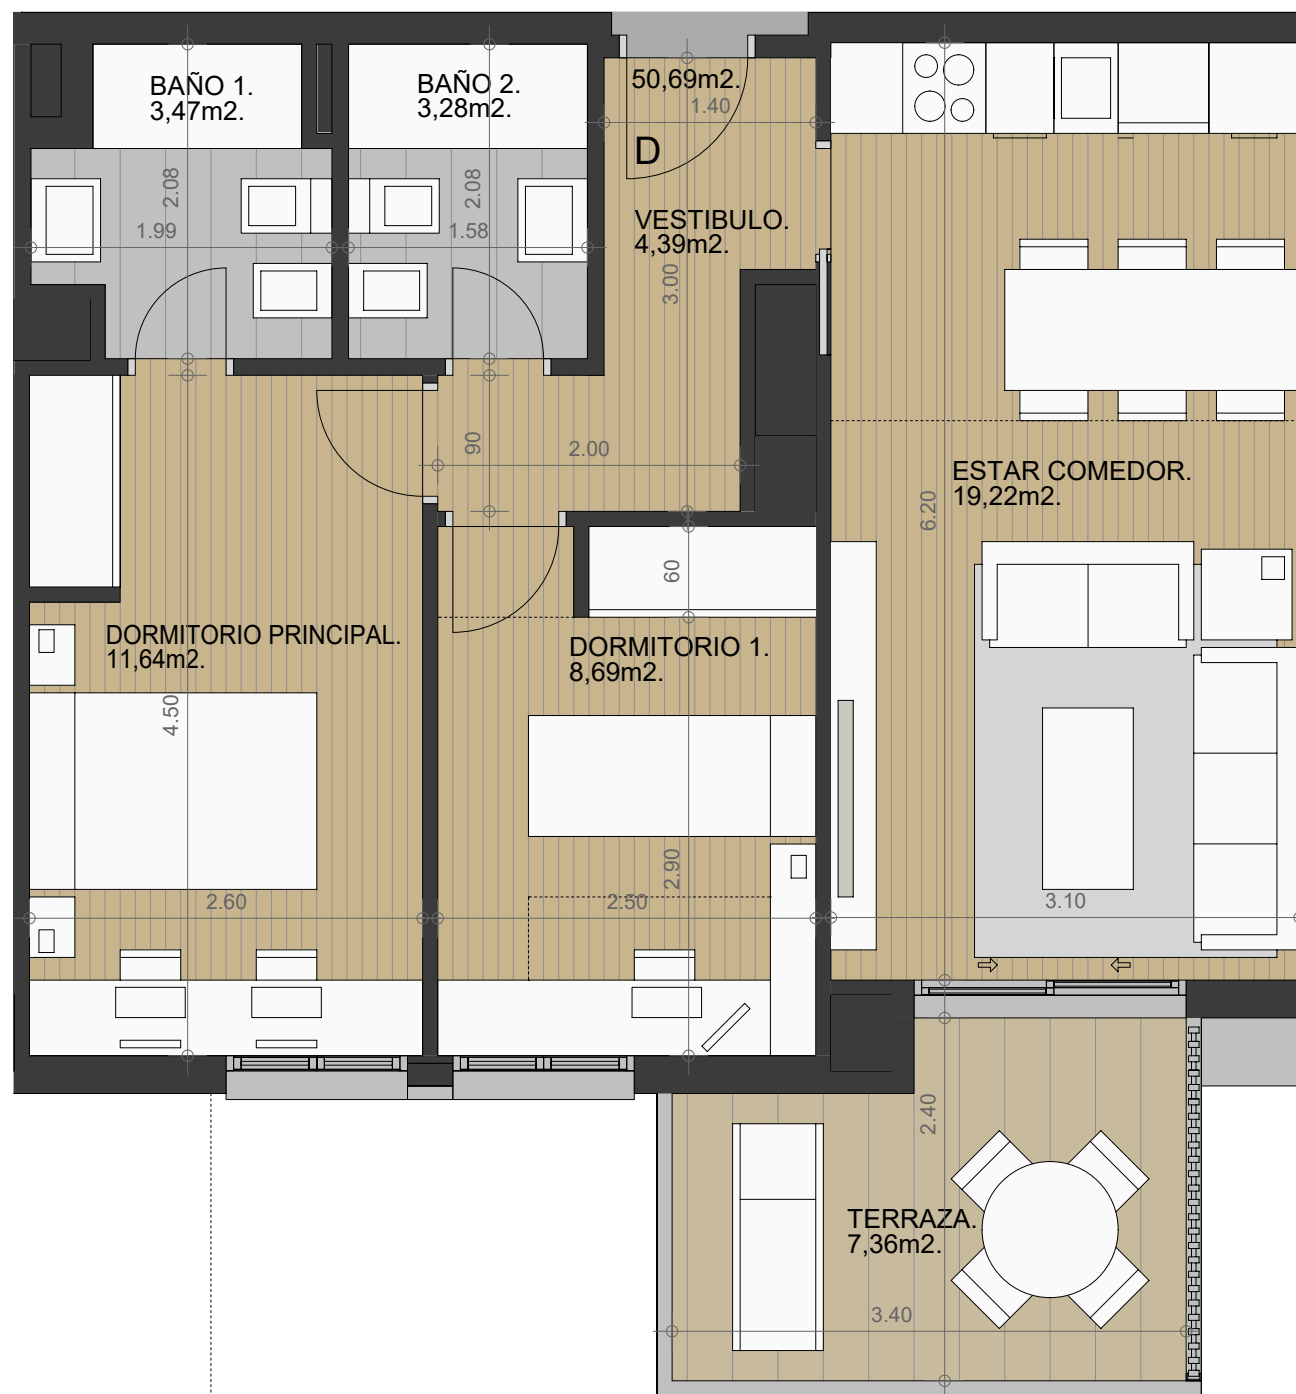 BAÑO 1.
3,47m2.
BAÑO 2.
3,28m2.
50,69m2.
1.40
D
2.08
2.08
1.99
1.58
VESTIBULO.
4,39m2.
3.00
90
2.00
ESTAR COMEDOR.
19,22m2.
6.20
60
DORMITORIO PRINCIPAL.
11,64m2.
DORMITORIO 1.
8,69m2.
4.50
2.90
2.60
2.50
3.10
2.40
TERRAZA.
7,36m2.
3.40